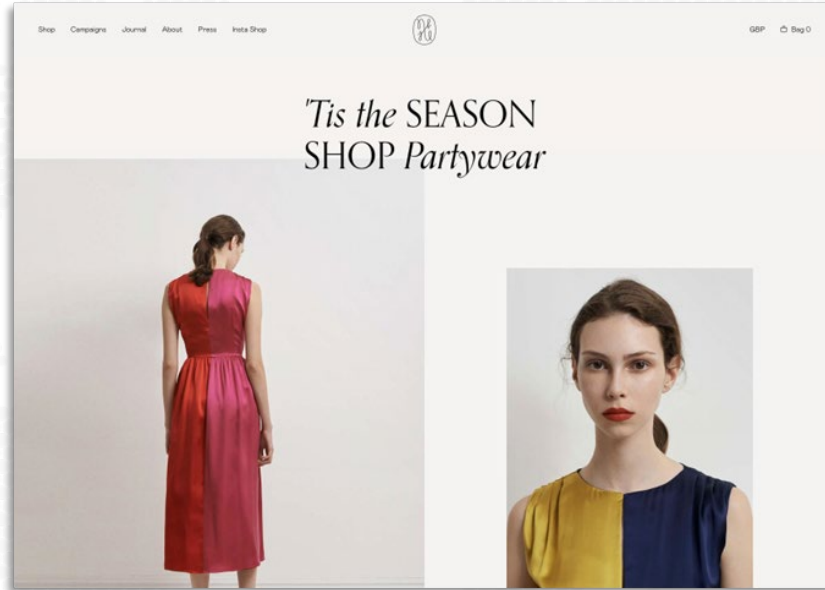 Shop Campaigns Journal About Press Insta Shop
GBP Bag 0
'Tis the SEASON
SHOP Partywear